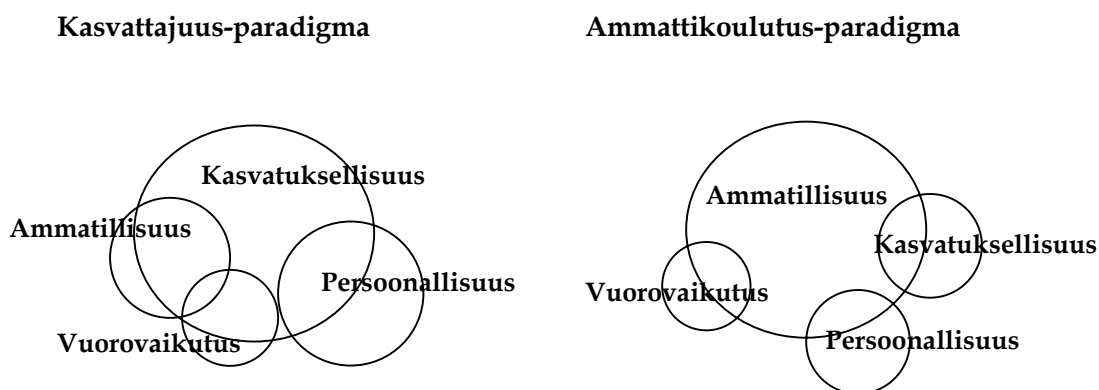 Kasvattajuus-paradigma
Kasvatuksellisuus
Ammatillisuus
Persoonallisuus
Vuorovaikutus
Ammattikoulutus-paradigma
Ammatillisuus
Kasvatuksellisuus
Vuorovaikutus
Persoonallisuus